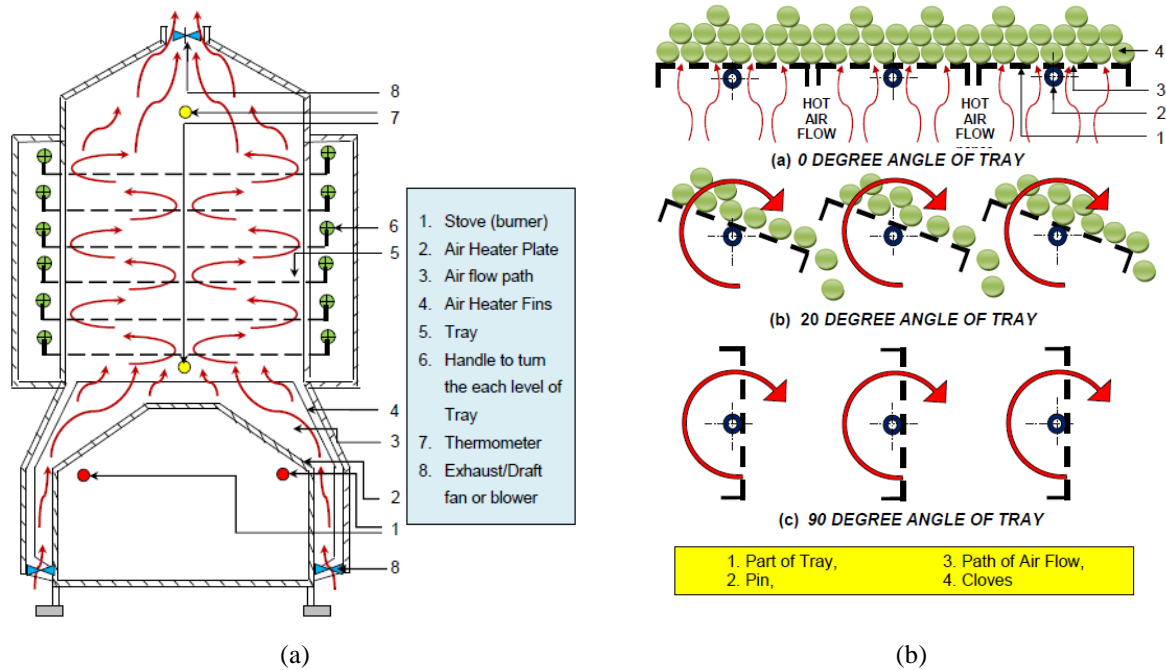 8
7
6
5
4
3
2
1
8
1. Stove (burner)
2. Air Heater Plate
3. Air flow path
4. Air Heater Fins
5. Tray
6. Handle to turn
the each level of
Tray
7. Thermometer
8. Exhaust/Draft
fan or blower
(a)
4
3
2
1
HOT
AIR
FLOW
HOT
AIR
FLOW
(a) 0 DEGREE ANGLE OF TRAY
(b) 20 DEGREE ANGLE OF TRAY
(c) 90 DEGREE ANGLE OF TRAY
1. Part of Tray,
2. Pin,
3. Path of Air Flow,
4. Cloves
(b)